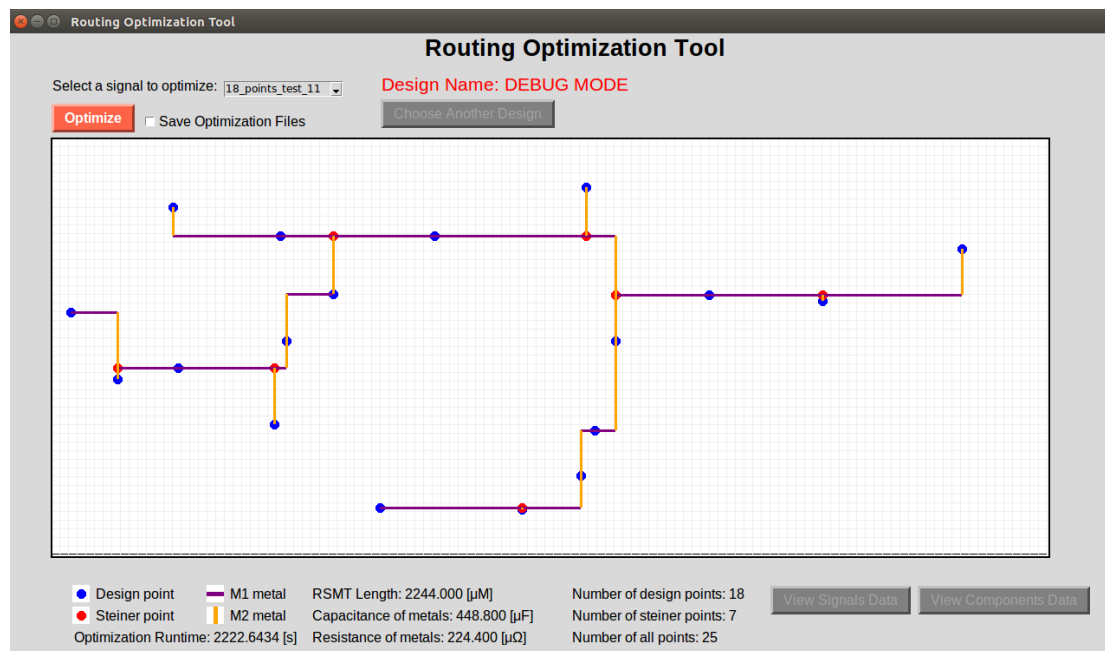 Routing Optimization Tool
Routing Optimization Tool
Select a signal to optimize: 18_points_test_11
Design Name: DEBUG MODE
Optimize
Save Optimization Files
Choose Another Design
Design point
M1 metal
RSMT Length: 2244.000 [μM]
Number of design points: 18
View Signals Data
View Components Data
Steiner point
M2 metal
Capacitance of metals: 448.800 [μF]
Number of steiner points: 7
Optimization Runtime: 2222.6434 [s]
Resistance of metals: 224.400 [μΩ]
Number of all points: 25